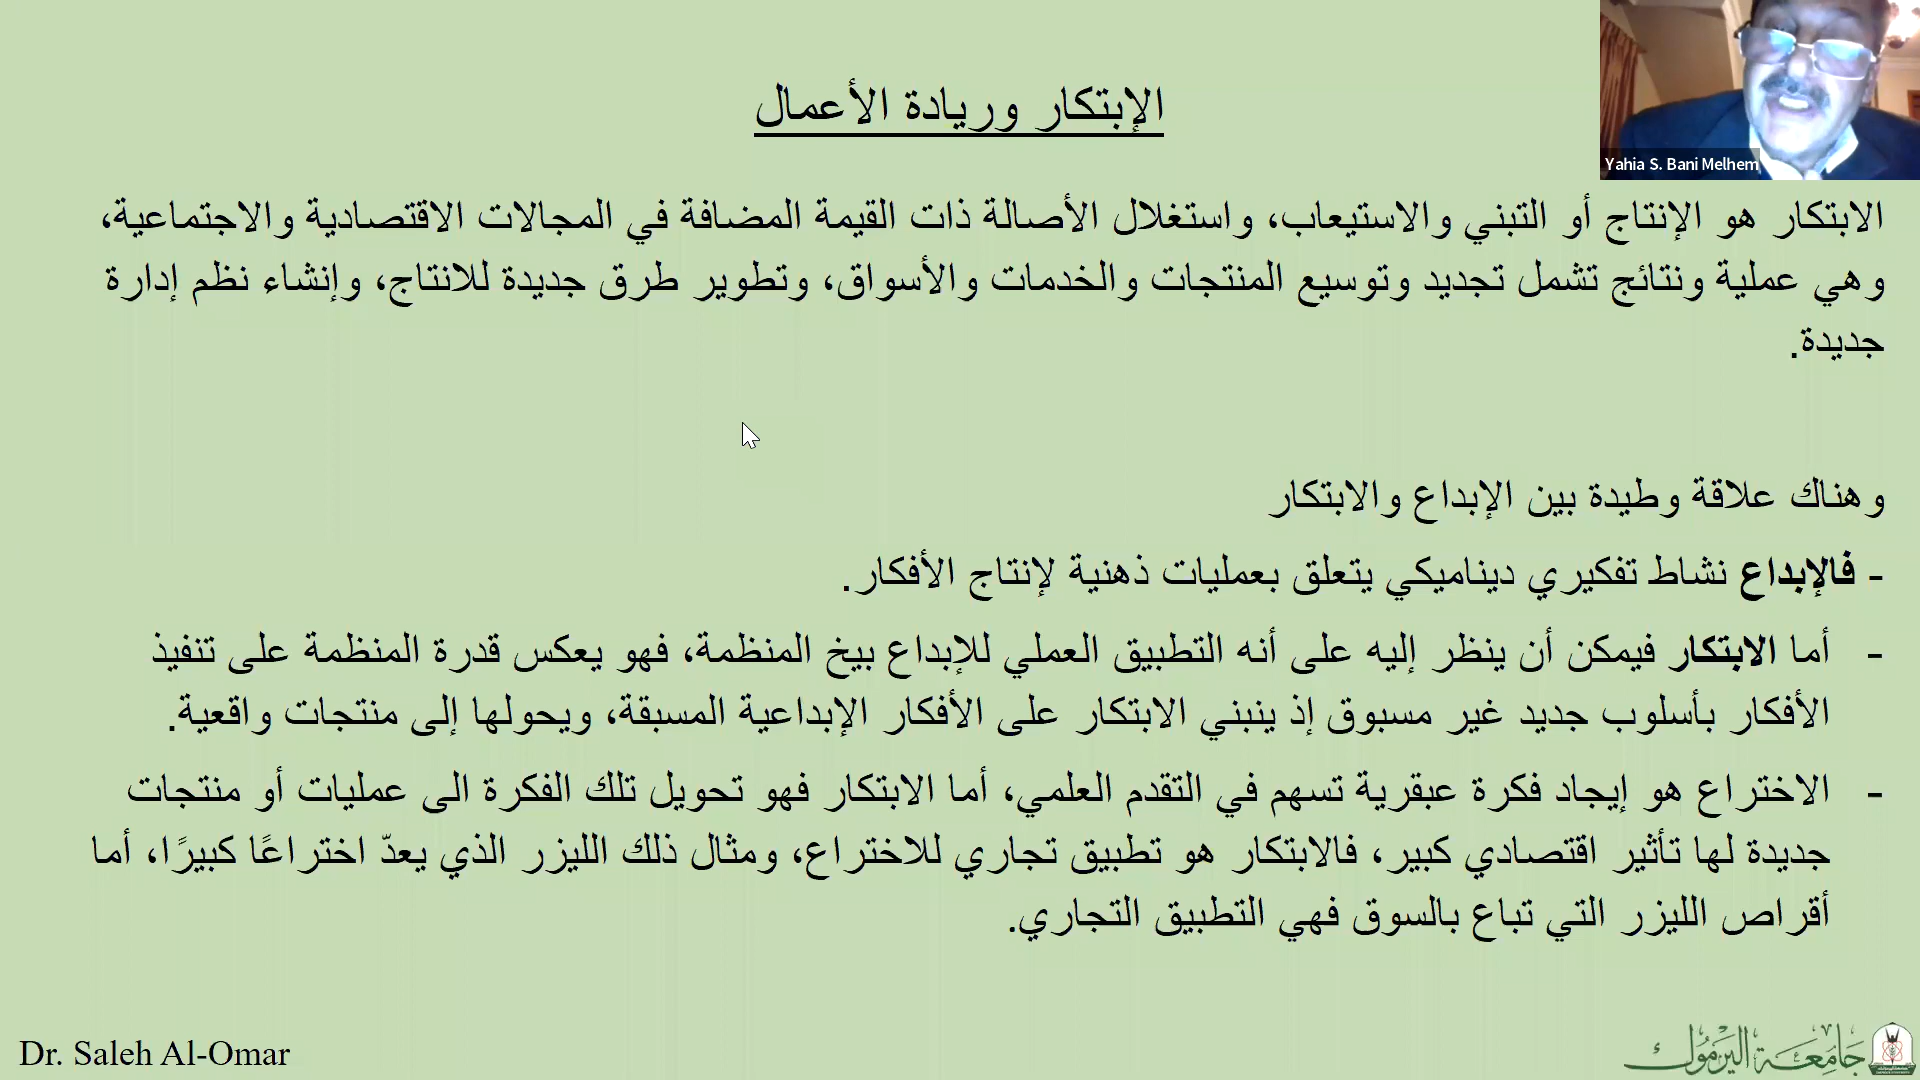 الإبتكار وريادة الأعمال
Yahia S. Bani Melhem
الابتكار هو الإنتاج أو التبني والاستيعاب، واستغلال الأصالة ذات القيمة المضافة في المجالات الاقتصادية والاجتماعية،
وهي عملية ونتائج تشمل تجديد وتوسيع المنتجات والخدمات والأسواق، وتطوير طرق جديدة للانتاج، وإنشاء نظم إدارة
جديدة.
وهناك علاقة وطيدة بين الإبداع والابتكار
- فالإبداع نشاط تفكيري ديناميكي يتعلق بعمليات ذهنية لإنتاج الأفكار.
- أما الابتكار فيمكن أن ينظر إليه على أنه التطبيق العملي للإبداع بيخ المنظمة، فهو يعكس قدرة المنظمة على تنفيذ
الأفكار بأسلوب جديد غير مسبوق إذ ينبني الابتكار على الأفكار الإبداعية المسبقة، ويحولها إلى منتجات واقعية.
- الاختراع هو إيجاد فكرة عبقرية تسهم في التقدم العلمي، أما الابتكار فهو تحويل تلك الفكرة الى عمليات أو منتجات
جديدة لها تأثير اقتصادي كبير، فالابتكار هو تطبيق تجاري للاختراع، ومثال ذلك الليزر الذي يعدّ اختراعًا كبيرًا، أما
أقراص الليزر التي تباع بالسوق فهي التطبيق التجاري.
Dr. Saleh Al-Omar
جامعة اليرموك